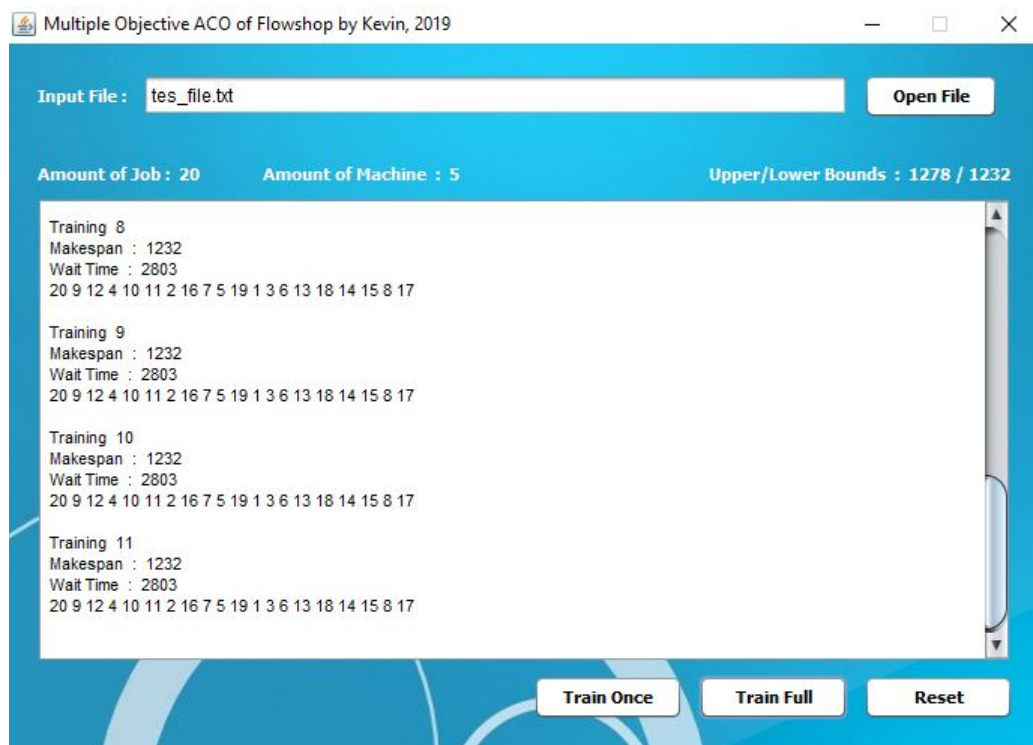 Multiple Objective ACO of Flowshop by Kevin, 2019
Input File : tes_file.txt Open File
Amount of Job : 20 Amount of Machine : 5 Upper/Lower Bounds : 1278 / 1232
Training 8
Makespan : 1232
Wait Time : 2803
20 9 12 4 10 11 2 16 7 5 19 1 3 6 13 18 14 15 8 17
Training 9
Makespan : 1232
Wait Time : 2803
20 9 12 4 10 11 2 16 7 5 19 1 3 6 13 18 14 15 8 17
Training 10
Makespan : 1232
Wait Time : 2803
20 9 12 4 10 11 2 16 7 5 19 1 3 6 13 18 14 15 8 17
Training 11
Makespan : 1232
Wait Time : 2803
20 9 12 4 10 11 2 16 7 5 19 1 3 6 13 18 14 15 8 17
Train Once Train Full Reset